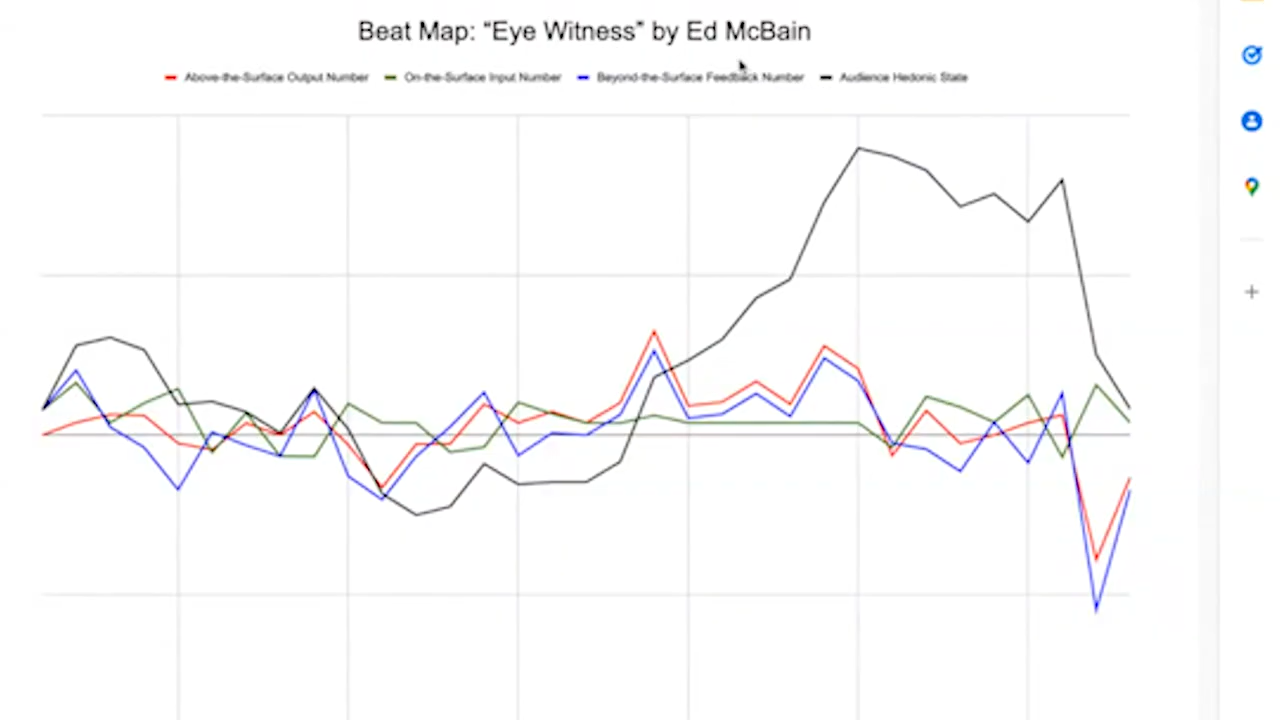 Beat Map: "Eye Witness" by Ed McBain
Above-the-Surface Output Number On-the-Surface Input Number Beyond-the-Surface Feedback Number Audience Hedonic State